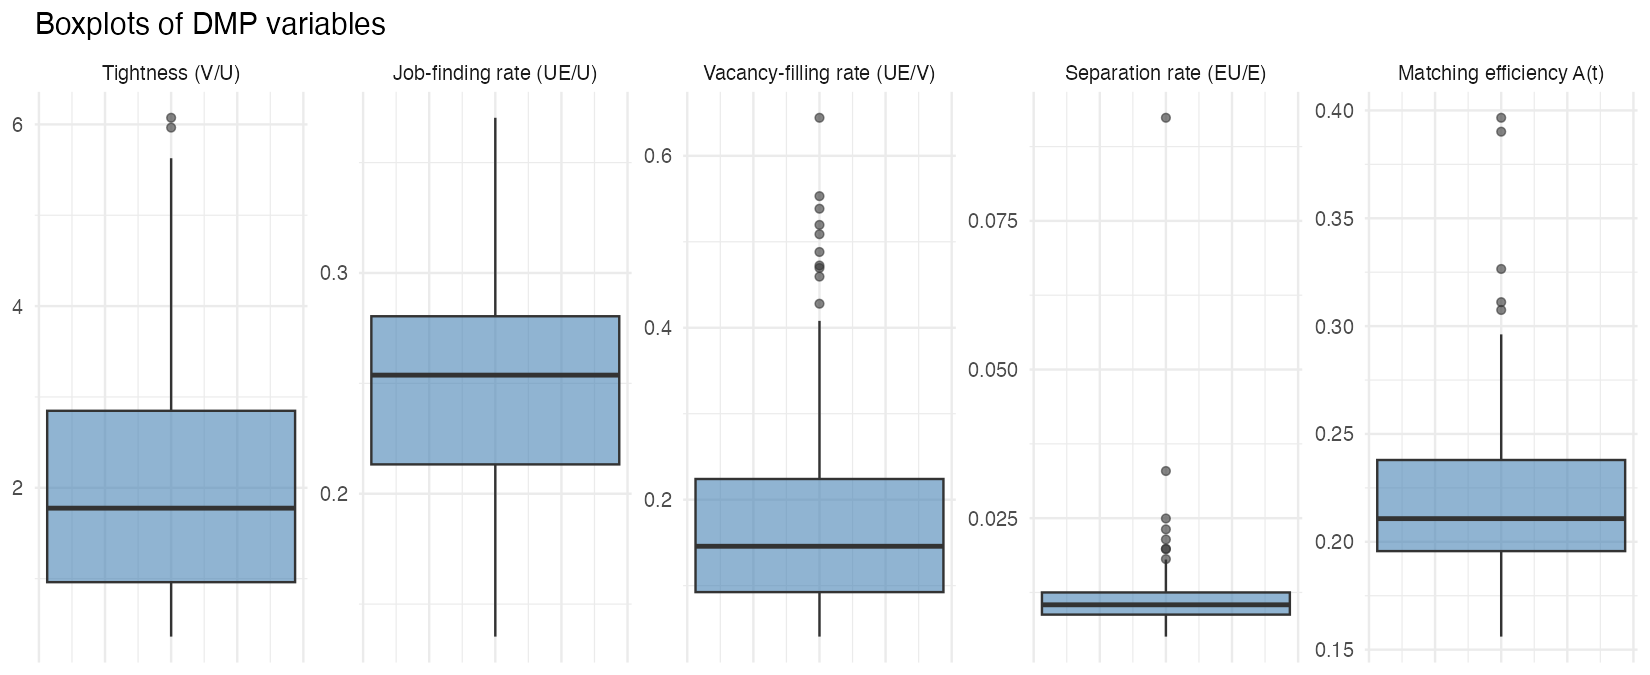 Boxplots of DMP variables
Tightness (V/U)
Job-finding rate (UE/U)
Vacancy-filling rate (UE/V)
Separation rate (EU/E)
Matching efficiency A(t)
6
4
2
0.3
0.2
0.6
0.4
0.2
0.075
0.050
0.025
0.40
0.35
0.30
0.25
0.20
0.15